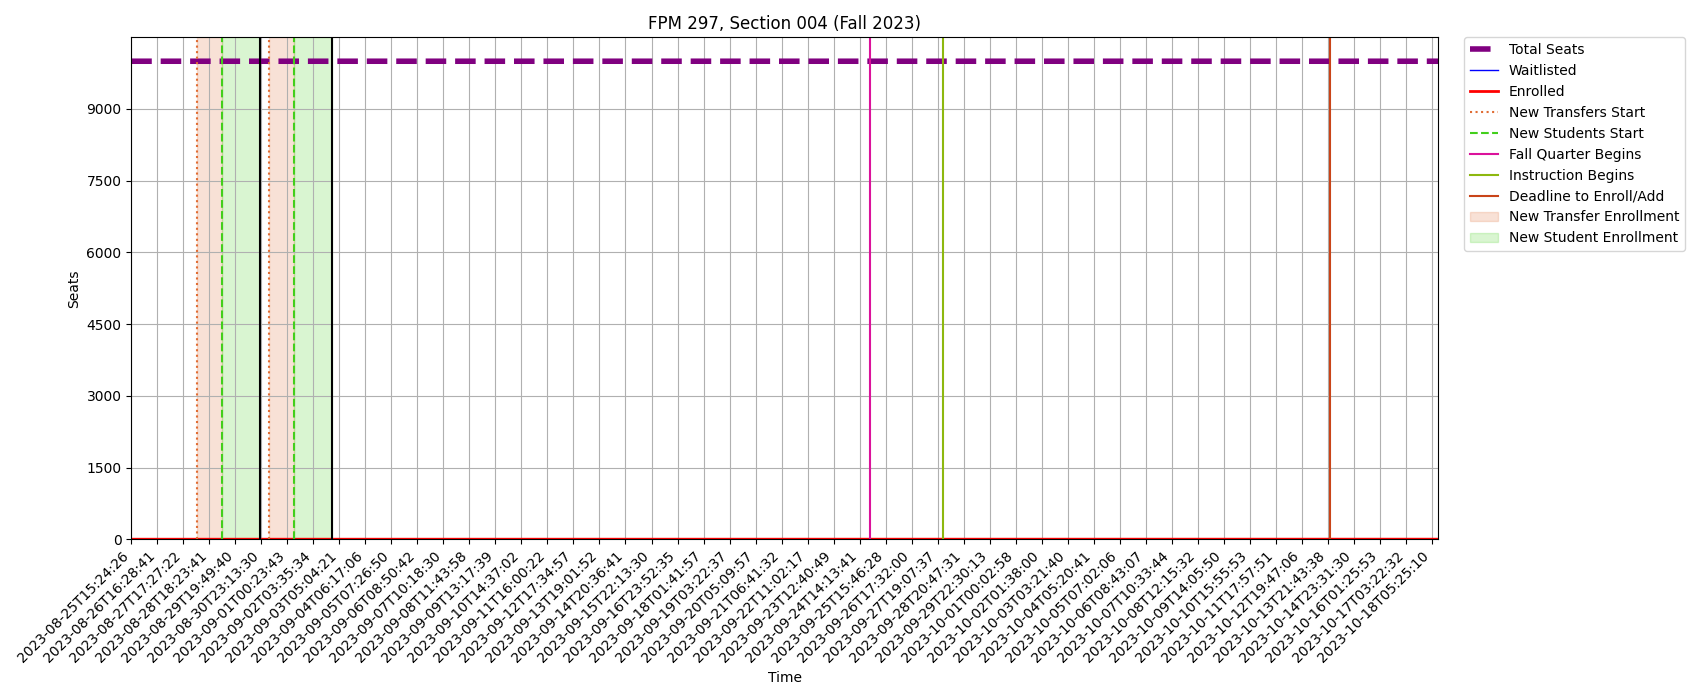 FPM 297, Section 004 (Fall 2023)
Total Seats
Waitlisted
Enrolled
New Transfers Start
New Students Start
Fall Quarter Begins
Instruction Begins
Deadline to Enroll/Add
New Transfer Enrollment
New Student Enrollment
Seats
9000
7500
6000
4500
3000
1500
0
2023-08-25T15:24:26
2023-08-26T16:28:41
2023-08-27T17:27:22
2023-08-28T18:23:41
2023-08-29T19:49:40
2023-08-30T23:13:30
2023-09-01T00:23:43
2023-09-02T03:35:34
2023-09-03T05:04:21
2023-09-04T06:17:06
2023-09-05T07:26:50
2023-09-06T08:50:42
2023-09-07T10:18:30
2023-09-08T11:43:58
2023-09-09T13:17:39
2023-09-10T14:37:02
2023-09-11T16:00:22
2023-09-12T17:34:57
2023-09-13T19:01:52
2023-09-14T20:36:41
2023-09-15T22:13:30
2023-09-16T23:52:35
2023-09-18T01:41:57
2023-09-19T03:22:37
2023-09-20T05:09:57
2023-09-21T06:41:32
2023-09-22T11:02:17
2023-09-23T12:40:49
2023-09-24T14:13:41
2023-09-25T15:46:28
2023-09-26T17:32:00
2023-09-27T19:07:37
2023-09-28T20:47:31
2023-09-29T22:30:13
2023-10-01T00:02:58
2023-10-02T01:38:00
2023-10-03T03:21:40
2023-10-04T05:20:41
2023-10-05T07:02:06
2023-10-06T08:43:07
2023-10-07T10:33:44
2023-10-08T12:15:32
2023-10-09T14:05:50
2023-10-10T15:55:53
2023-10-11T17:57:51
2023-10-12T19:47:06
2023-10-13T21:43:38
2023-10-14T23:31:30
2023-10-16T01:25:53
2023-10-17T03:22:32
2023-10-18T05:25:10
Time